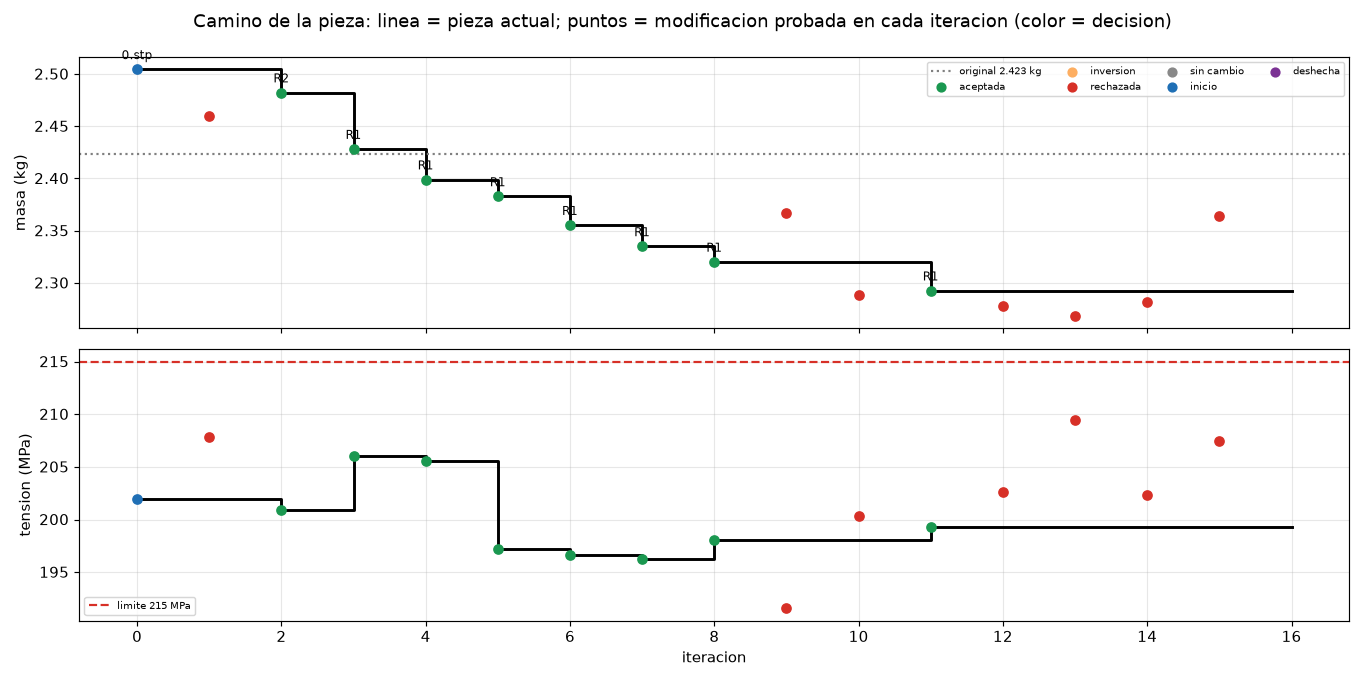 Camino de la pieza: linea = pieza actual; puntos = modificacion probada en cada iteracion (color = decision)
0.stp
R2
R1
R1
R1
R1
R1
R1
R1
original 2.423 kg
aceptada
inversion
rechazada
sin cambio
inicio
deshecha
masa (kg)
2.50
2.45
2.40
2.35
2.30
tension (MPa)
215
210
205
200
195
limite 215 MPa
0 2 4 6 8 10 12 14 16
iteracion